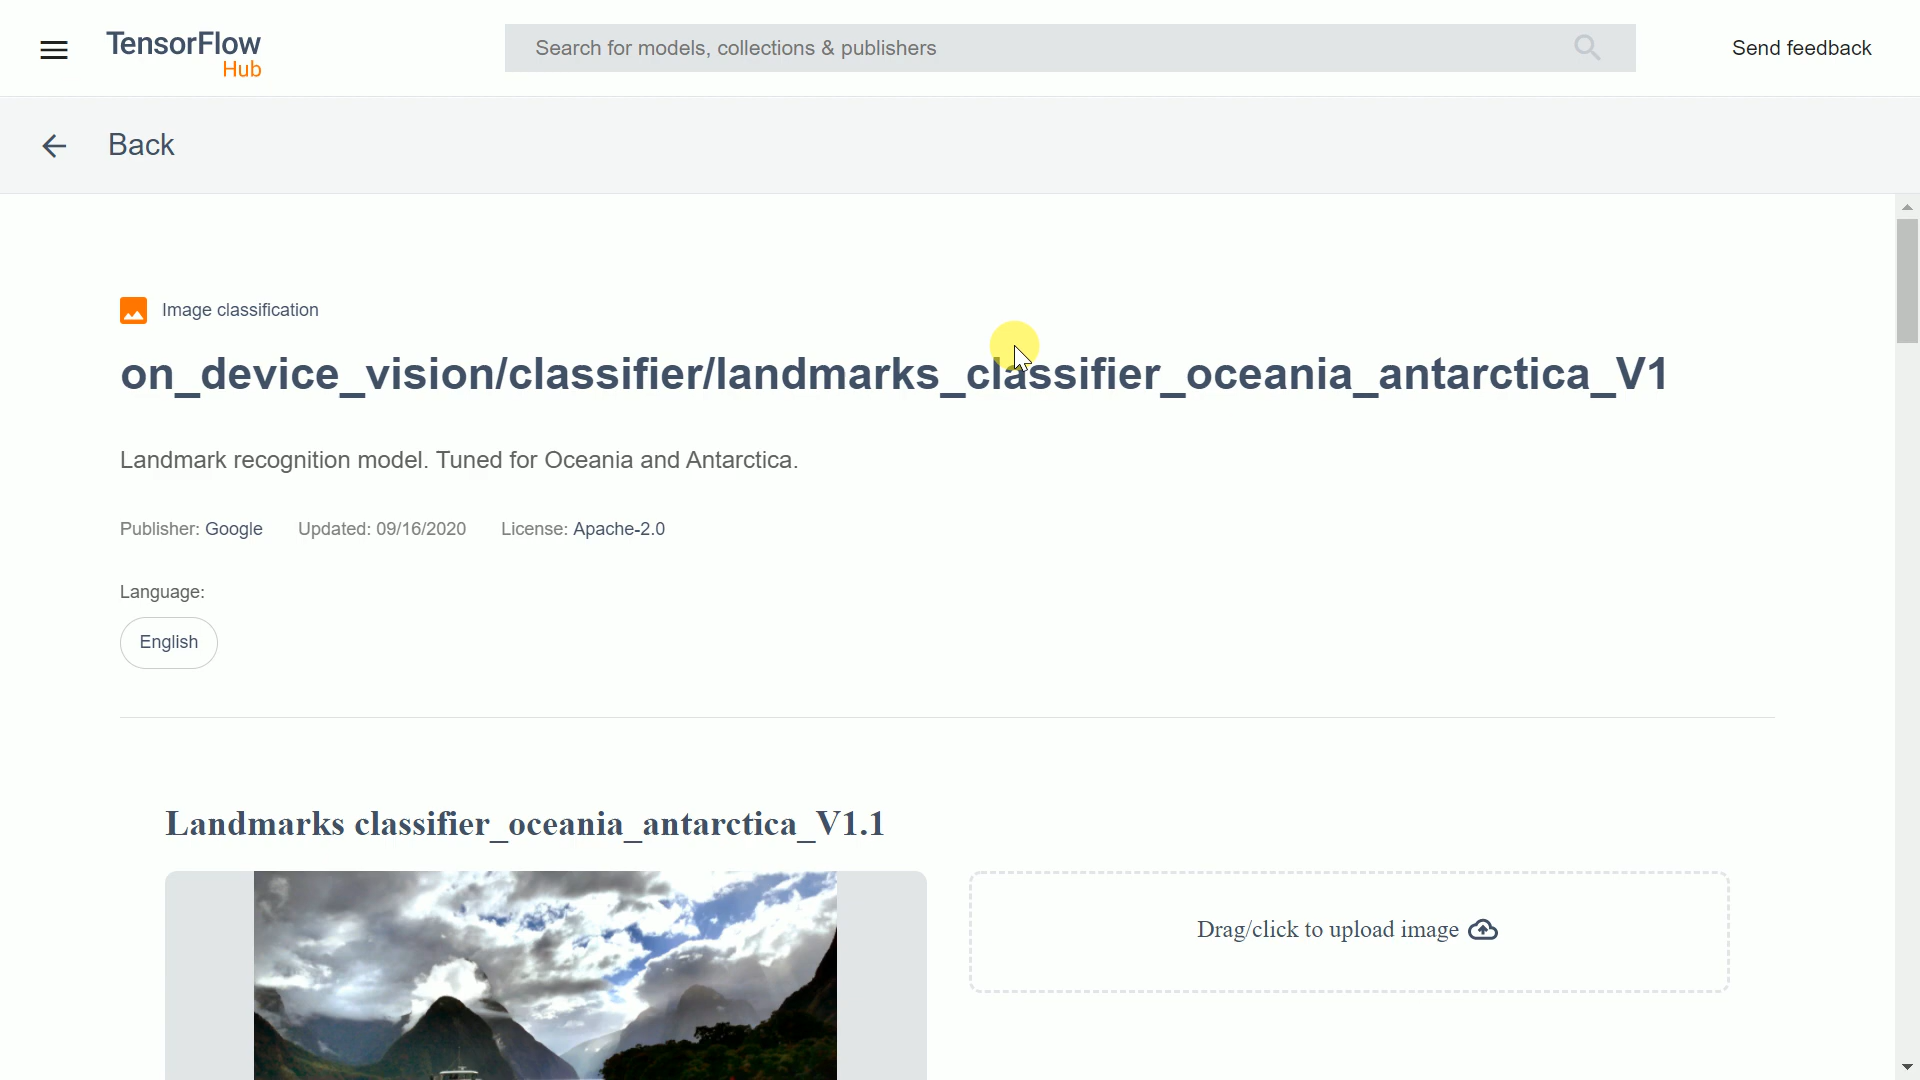 TensorFlow
Hub
Search for models, collections & publishers
Send feedback
Back
Image classification
on_device_vision/classifier/landmarks_classifier_oceania_antarctica_V1
Landmark recognition model. Tuned for Oceania and Antarctica.
Publisher: Google Updated: 09/16/2020 License: Apache-2.0
Language:
English
Landmarks classifier_oceania_antarctica_V1.1
Drag/click to upload image